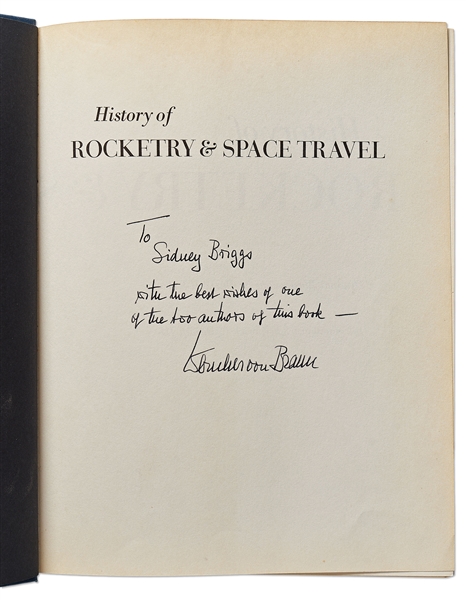 History of
ROCKETRY & SPACE TRAVEL
To
Sidney Briggs
with the best wishes of one
of the two authors of this book —
Wernher von Braun